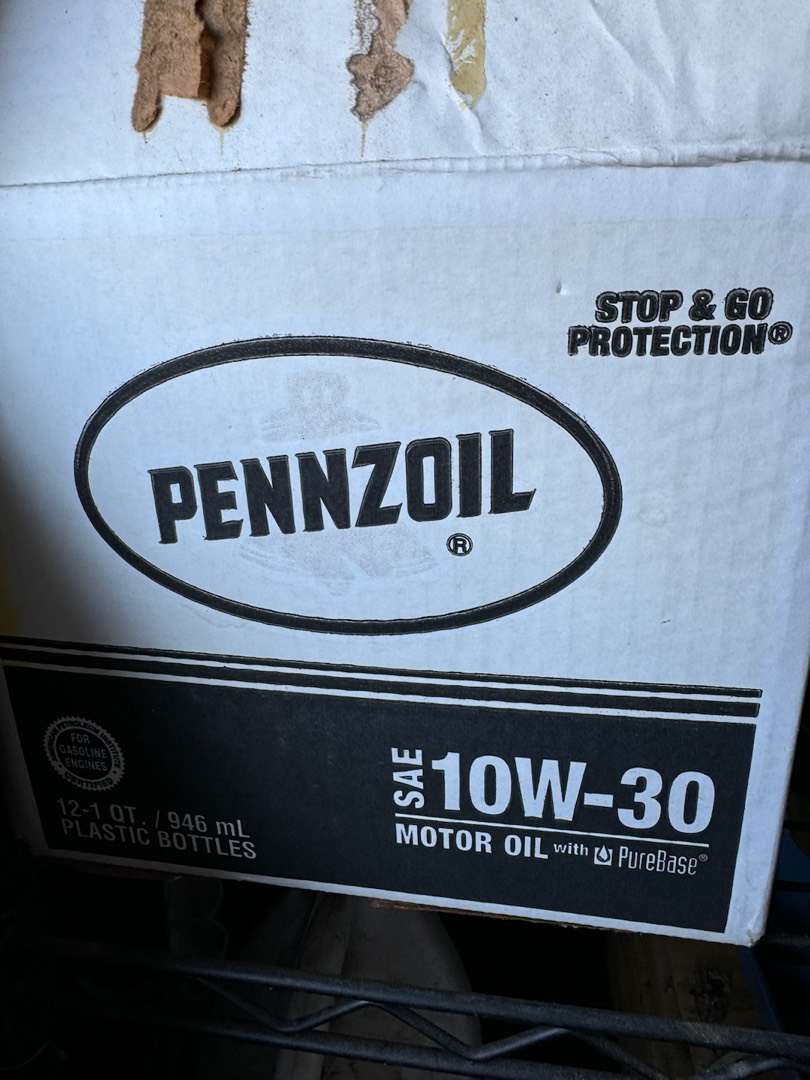 STOP & GO
PROTECTION®
PENNZOIL
®
FOR
GASOLINE
ENGINES
CERTIFIED
12-1 QT. / 946 mL
PLASTIC BOTTLES
SAE 10W-30
MOTOR OIL with PureBase®